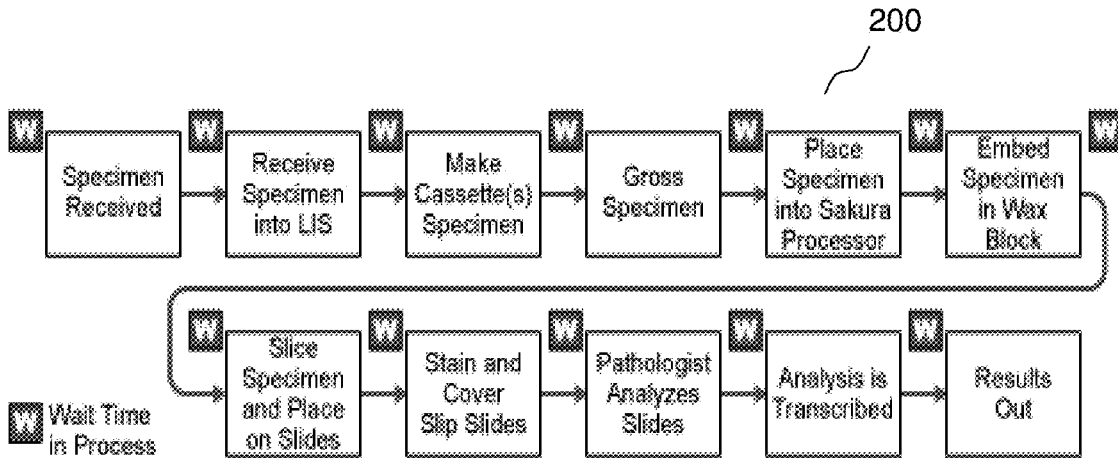 200
W
W
W
W
W
W
W
Specimen
Received
Receive
Specimen
into LIS
Make
Cassette(s)
Specimen
Gross
Specimen
Place
Specimen
into Sakura
Processor
Embed
Specimen
in Wax
Block
W
W
W
W
W
Slice
Specimen
and Place
on Slides
Stain and
Cover
Slip Slides
Pathologist
Analyzes
Slides
Analysis is
Transcribed
Results
Out
W Wait Time
in Process